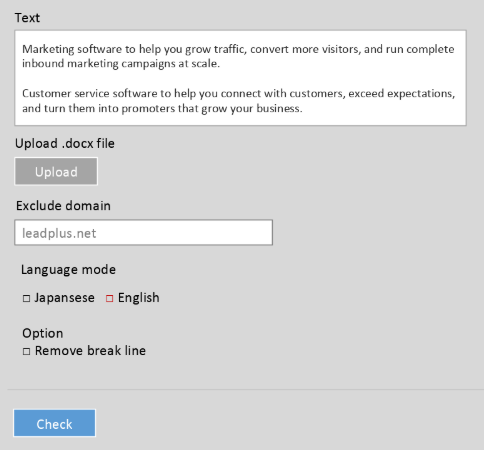 Text
Marketing software to help you grow traffic, convert more visitors, and run complete
inbound marketing campaigns at scale.
Customer service software to help you connect with customers, exceed expectations,
and turn them into promoters that grow your business.
Upload .docx file
Upload
Exclude domain
leadplus.net
Language mode
Japansese English
Option
Remove break line
Check